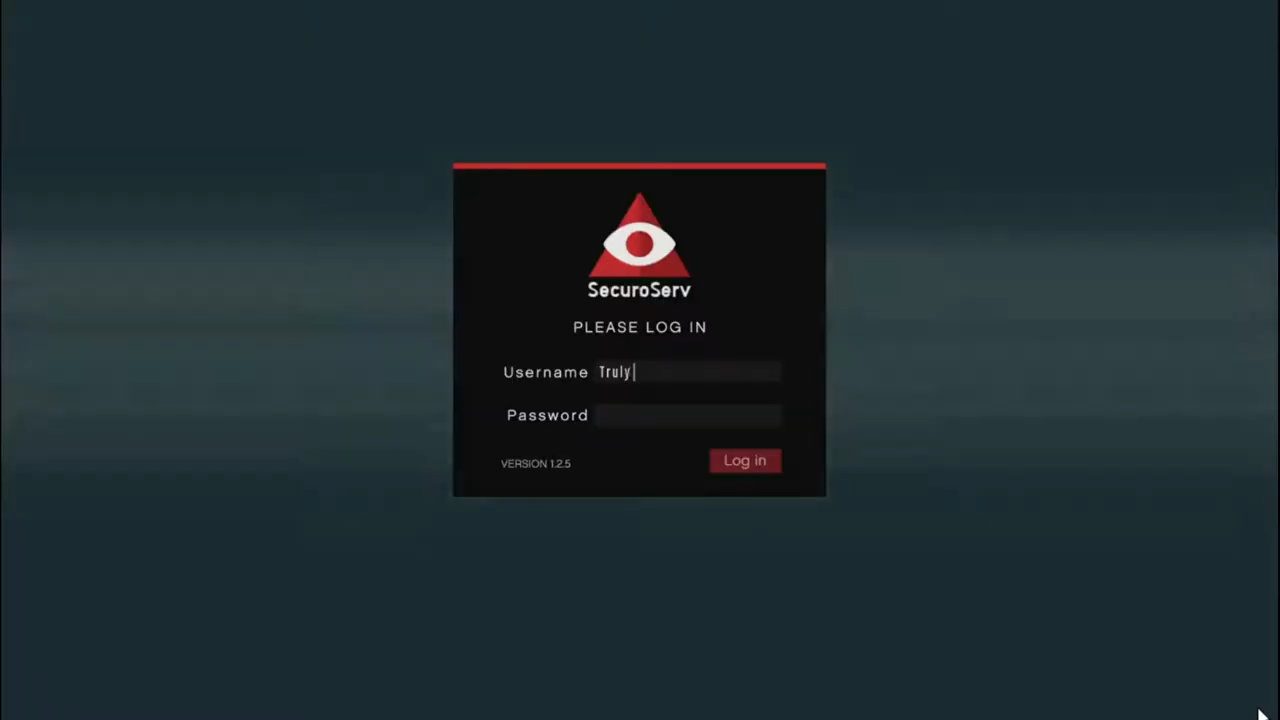 SecuroServ
PLEASE LOG IN
Username Truly
Password
VERSION 1.2.5 Log in